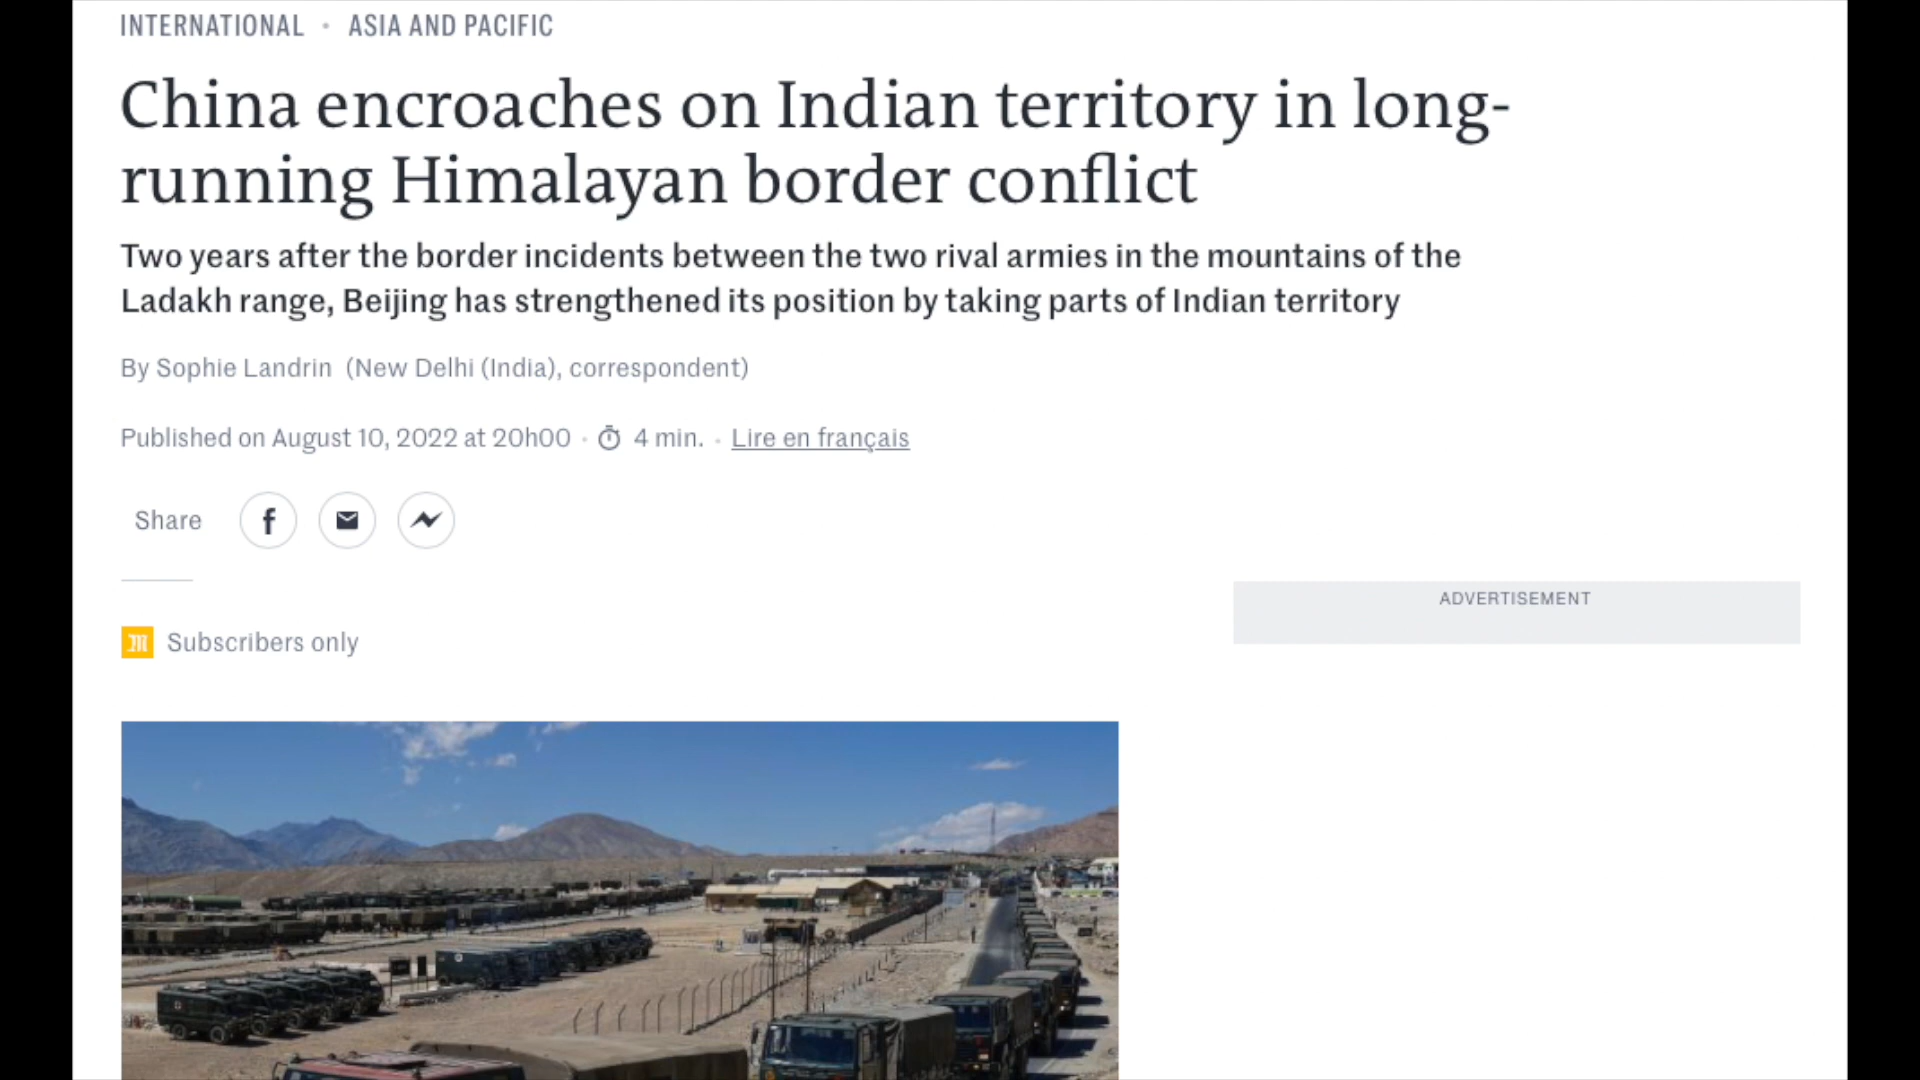 INTERNATIONAL • ASIA AND PACIFIC
China encroaches on Indian territory in long-
running Himalayan border conflict
Two years after the border incidents between the two rival armies in the mountains of the
Ladakh range, Beijing has strengthened its position by taking parts of Indian territory
By Sophie Landrin (New Delhi (India), correspondent)
Published on August 10, 2022 at 20h00 • 4 min. • Lire en français
Share
ADVERTISEMENT
Subscribers only